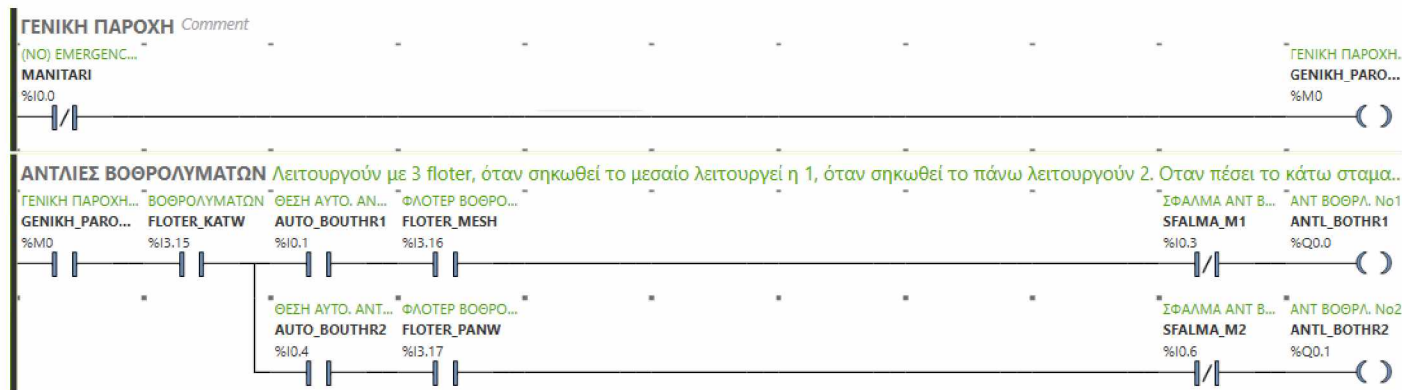 ΓΕΝΙΚΗ ΠΑΡΟΧΗ Comment
(NO) EMERGENC... ΓΕΝΙΚΗ ΠΑΡΟΧΗ.
MANITARI GENIKH_PARO...
%I0.0 %M0
ΑΝΤΛΙΕΣ ΒΟΘΡΟΛΥΜΑΤΩΝ Λειτουργούν με 3 floter, όταν σηκωθεί το μεσαίο λειτουργεί η 1, όταν σηκωθεί το πάνω λειτουργούν 2. Οταν πέσει το κάτω σταμα..
ΓΕΝΙΚΗ ΠΑΡΟΧΗ... ΒΟΘΡΟΛΥΜΑΤΩΝ ΘΕΣΗ ΑΥΤΟ. ΑΝ... ΦΛΟΤΕΡ ΒΟΘΡΟ... ΣΦΑΛΜΑ ΑΝΤ Β... ΑΝΤ ΒΟΘΡΛ. Νο1
GENIKH_PARO... FLOTER_KATW AUTO_BOUTHR1 FLOTER_MESH SFALMA_M1 ANTL_BOTHR1
%M0 %I3.15 %I0.1 %I3.16 %I0.3 %Q0.0
ΘΕΣΗ ΑΥΤΟ. ΑΝΤ... ΦΛΟΤΕΡ ΒΟΘΡΟ... ΣΦΑΛΜΑ ΑΝΤ Β... ΑΝΤ ΒΟΘΡΛ. Νο2
AUTO_BOUTHR2 FLOTER_PANW SFALMA_M2 ANTL_BOTHR2
%I0.4 %I3.17 %I0.6 %Q0.1